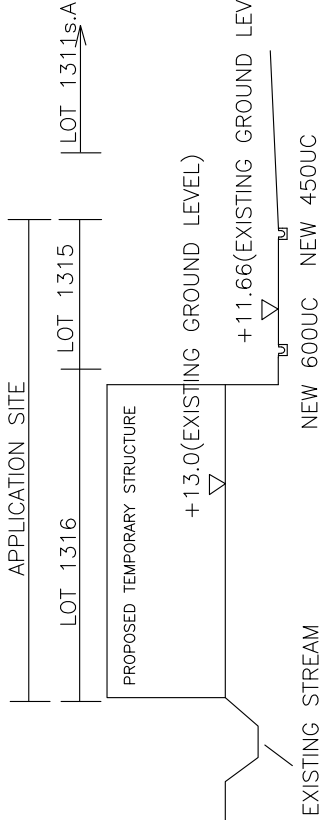 APPLICATION SITE
LOT 1316
LOT 1315
LOT 1311s.A
PROPOSED TEMPORARY STRUCTURE
+13.0(EXISTING GROUND LEVEL)
+11.66(EXISTING GROUND LEV
EXISTING STREAM
NEW 600UC
NEW 450UC